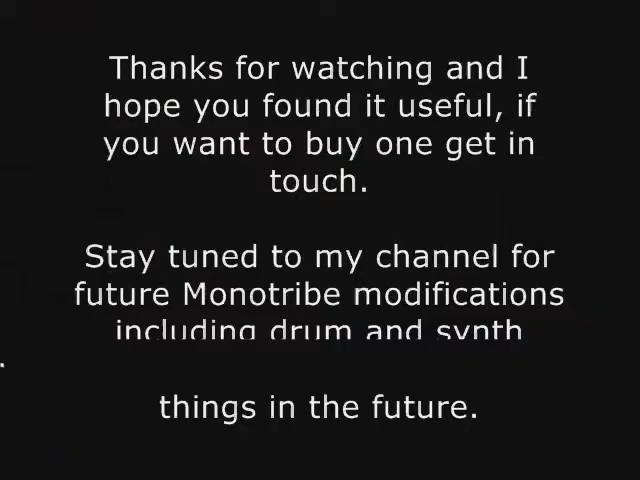 Thanks for watching and I
hope you found it useful, if
you want to buy one get in
touch.
Stay tuned to my channel for
future Monotribe modifications
including drum and synth
.
things in the future.